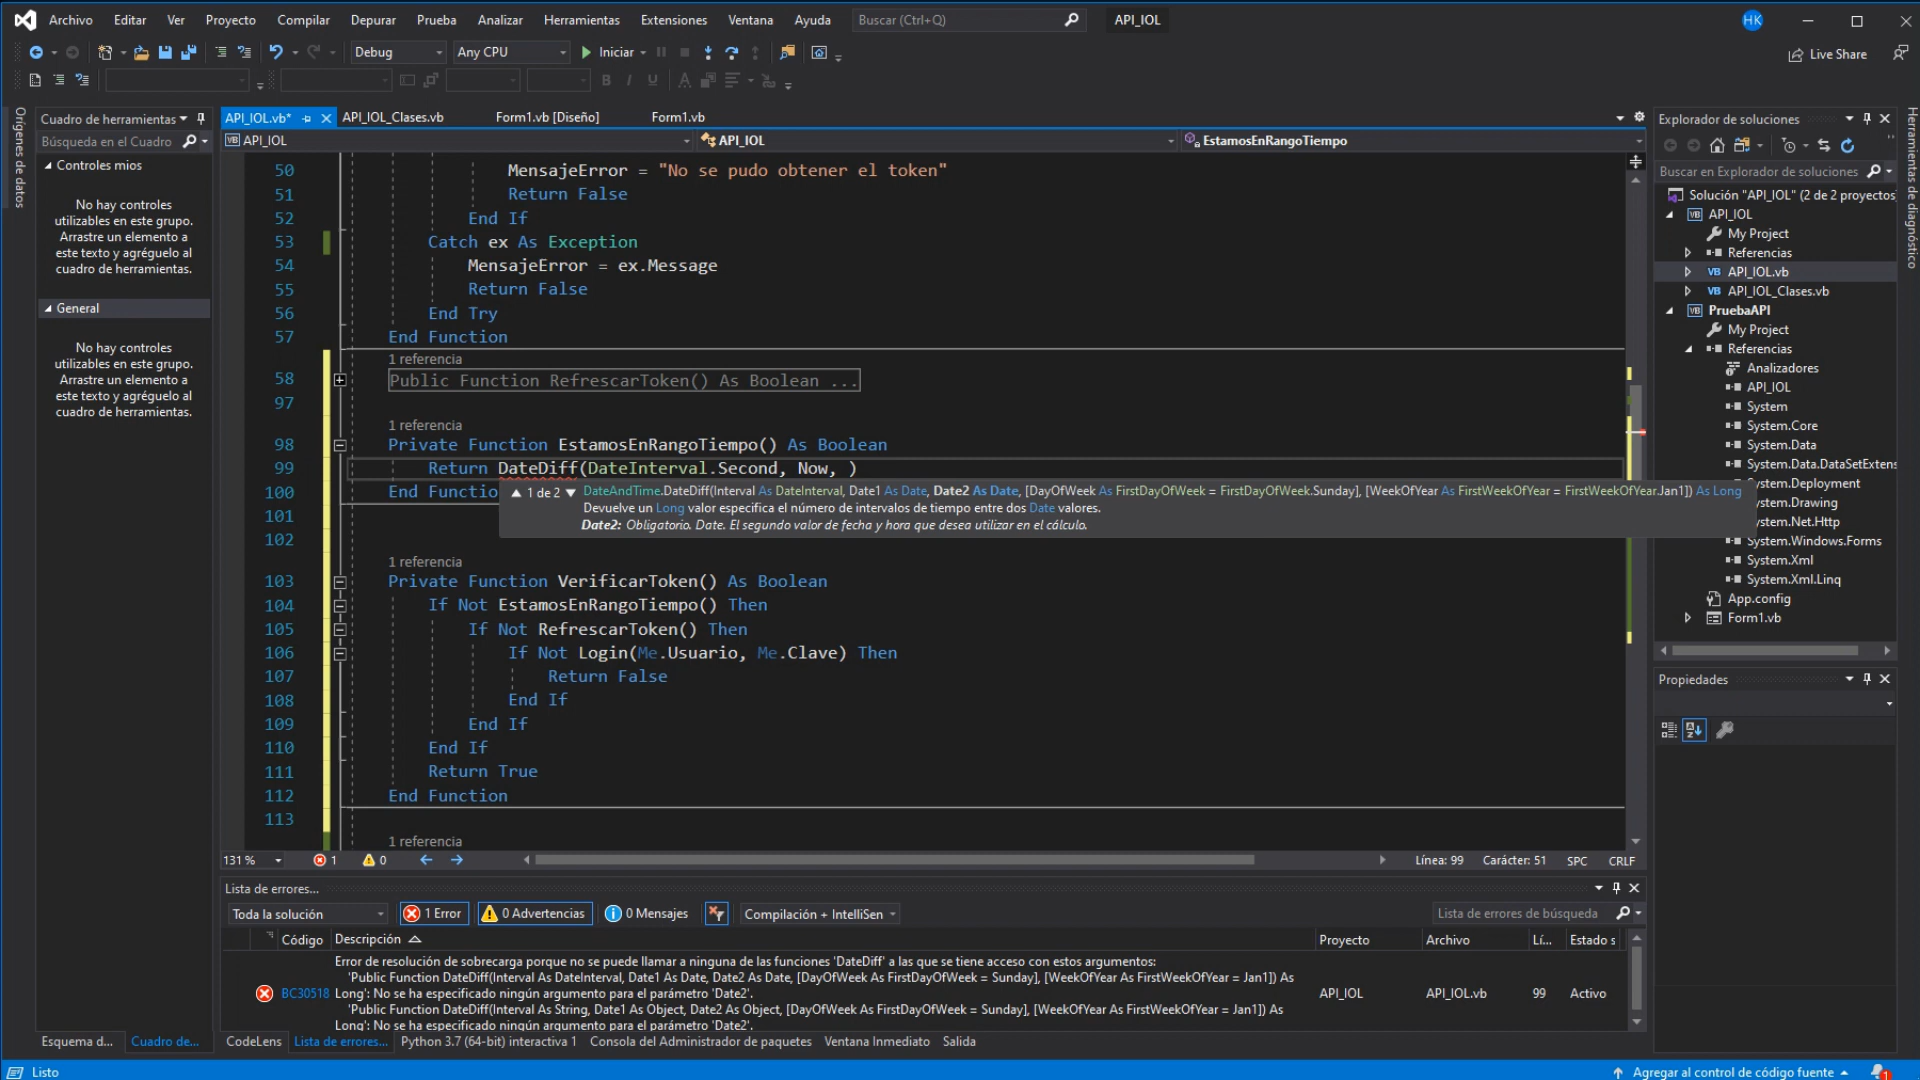 Archivo Editar Ver Proyecto Compilar Depurar Prueba Analizar Herramientas Extensiones Ventana Ayuda Buscar (Ctrl+Q) API_IOL HK
Debug Any CPU Iniciar Live Share
Orígenes de datos
Cuadro de herramientas
Búsqueda en el Cuadro
Controles mios
No hay controles
utilizables en este grupo.
Arrastre un elemento a
este texto y agréguelo al
cuadro de herramientas.
General
No hay controles
utilizables en este grupo.
Arrastre un elemento a
este texto y agréguelo al
cuadro de herramientas.
Esquema d... Cuadro de...
API_IOL.vb* API_IOL_Clases.vb Form1.vb [Diseño] Form1.vb
API_IOL API_IOL EstamosEnRangoTiempo
50 MensajeError = "No se pudo obtener el token"
51 Return False
52 End If
53 Catch ex As Exception
54 MensajeError = ex.Message
55 Return False
56 End Try
57 End Function
1 referencia
58 Public Function RefrescarToken() As Boolean ...
97
1 referencia
98 Private Function EstamosEnRangoTiempo() As Boolean
99 Return DateDiff(DateInterval.Second, Now, )
100 End Functio
1 de 2 DateAndTime.DateDiff(Interval As DateInterval, Date1 As Date, Date2 As Date, [DayOfWeek As FirstDayOfWeek = FirstDayOfWeek.Sunday], [WeekOfYear As FirstWeekOfYear = FirstWeekOfYear.Jan1]) As Long
Devuelve un Long valor especifica el número de intervalos de tiempo entre dos Date valores.
Date2: Obligatorio. Date. El segundo valor de fecha y hora que desea utilizar en el cálculo.
101
102
1 referencia
103 Private Function VerificarToken() As Boolean
104 If Not EstamosEnRangoTiempo() Then
105 If Not RefrescarToken() Then
106 If Not Login(Me.Usuario, Me.Clave) Then
107 Return False
108 End If
109 End If
110 End If
111 Return True
112 End Function
113
1 referencia
131 % 1 0 Línea: 99 Carácter: 51 SPC CRLF
Lista de errores...
Toda la solución 1 Error 0 Advertencias 0 Mensajes Compilación + IntelliSen Lista de errores de búsqueda
Código Descripción Proyecto Archivo Lí... Estado s
Error de resolución de sobrecarga porque no se puede llamar a ninguna de las funciones 'DateDiff' a las que se tiene acceso con estos argumentos:
'Public Function DateDiff(Interval As DateInterval, Date1 As Date, Date2 As Date, [DayOfWeek As FirstDayOfWeek = Sunday], [WeekOfYear As FirstWeekOfYear = Jan1]) As
BC30518 Long': No se ha especificado ningún argumento para el parámetro 'Date2'. API_IOL API_IOL.vb 99 Activo
'Public Function DateDiff(Interval As String, Date1 As Object, Date2 As Object, [DayOfWeek As FirstDayOfWeek = Sunday], [WeekOfYear As FirstWeekOfYear = Jan1]) As
Long': No se ha especificado ningún argumento para el parámetro 'Date2'.
CodeLens Lista de errores... Python 3.7 (64-bit) interactiva 1 Consola del Administrador de paquetes Ventana Inmediato Salida
Explorador de soluciones
Buscar en Explorador de soluciones
Solución "API_IOL" (2 de 2 proyectos
API_IOL
My Project
Referencias
API_IOL.vb
API_IOL_Clases.vb
PruebaAPI
My Project
Referencias
Analizadores
API_IOL
System
System.Core
System.Data
System.Data.DataSetExtens
ystem.Deployment
ystem.Drawing
ystem.Net.Http
System.Windows.Forms
System.Xml
System.Xml.Linq
App.config
Form1.vb
Propiedades
Herramientas de diagnóstico
Listo Agregar al control de código fuente 1